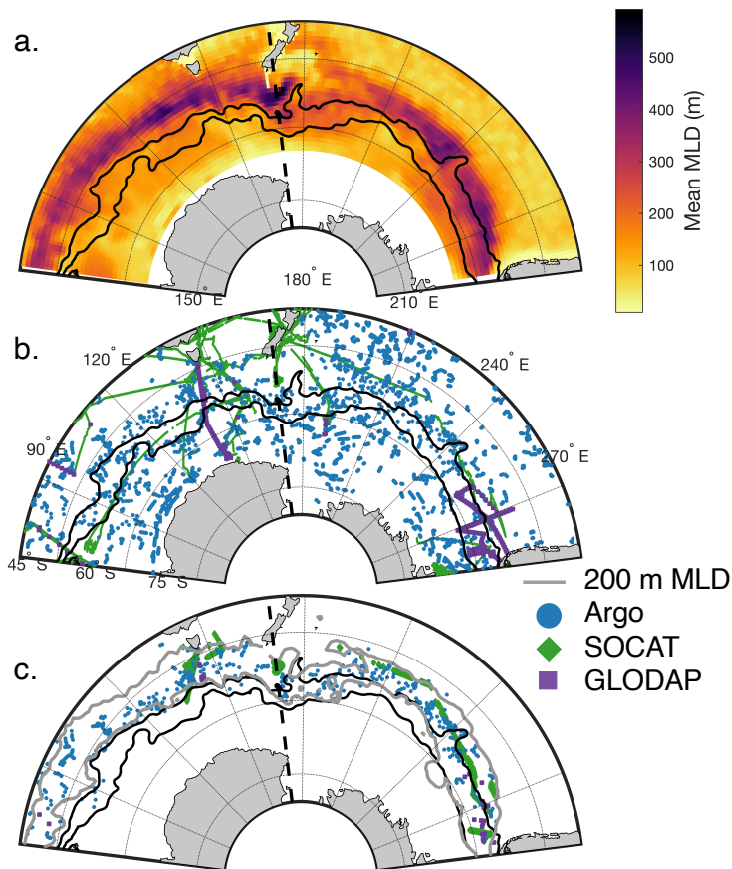 a.
500
400
300
200
100
Mean MLD (m)
180° E
150° E
210° E
b.
120° E
240° E
90° E
270° E
45° S
60° S
75° S
200 m MLD
Argo
SOCAT
GLODAP
c.